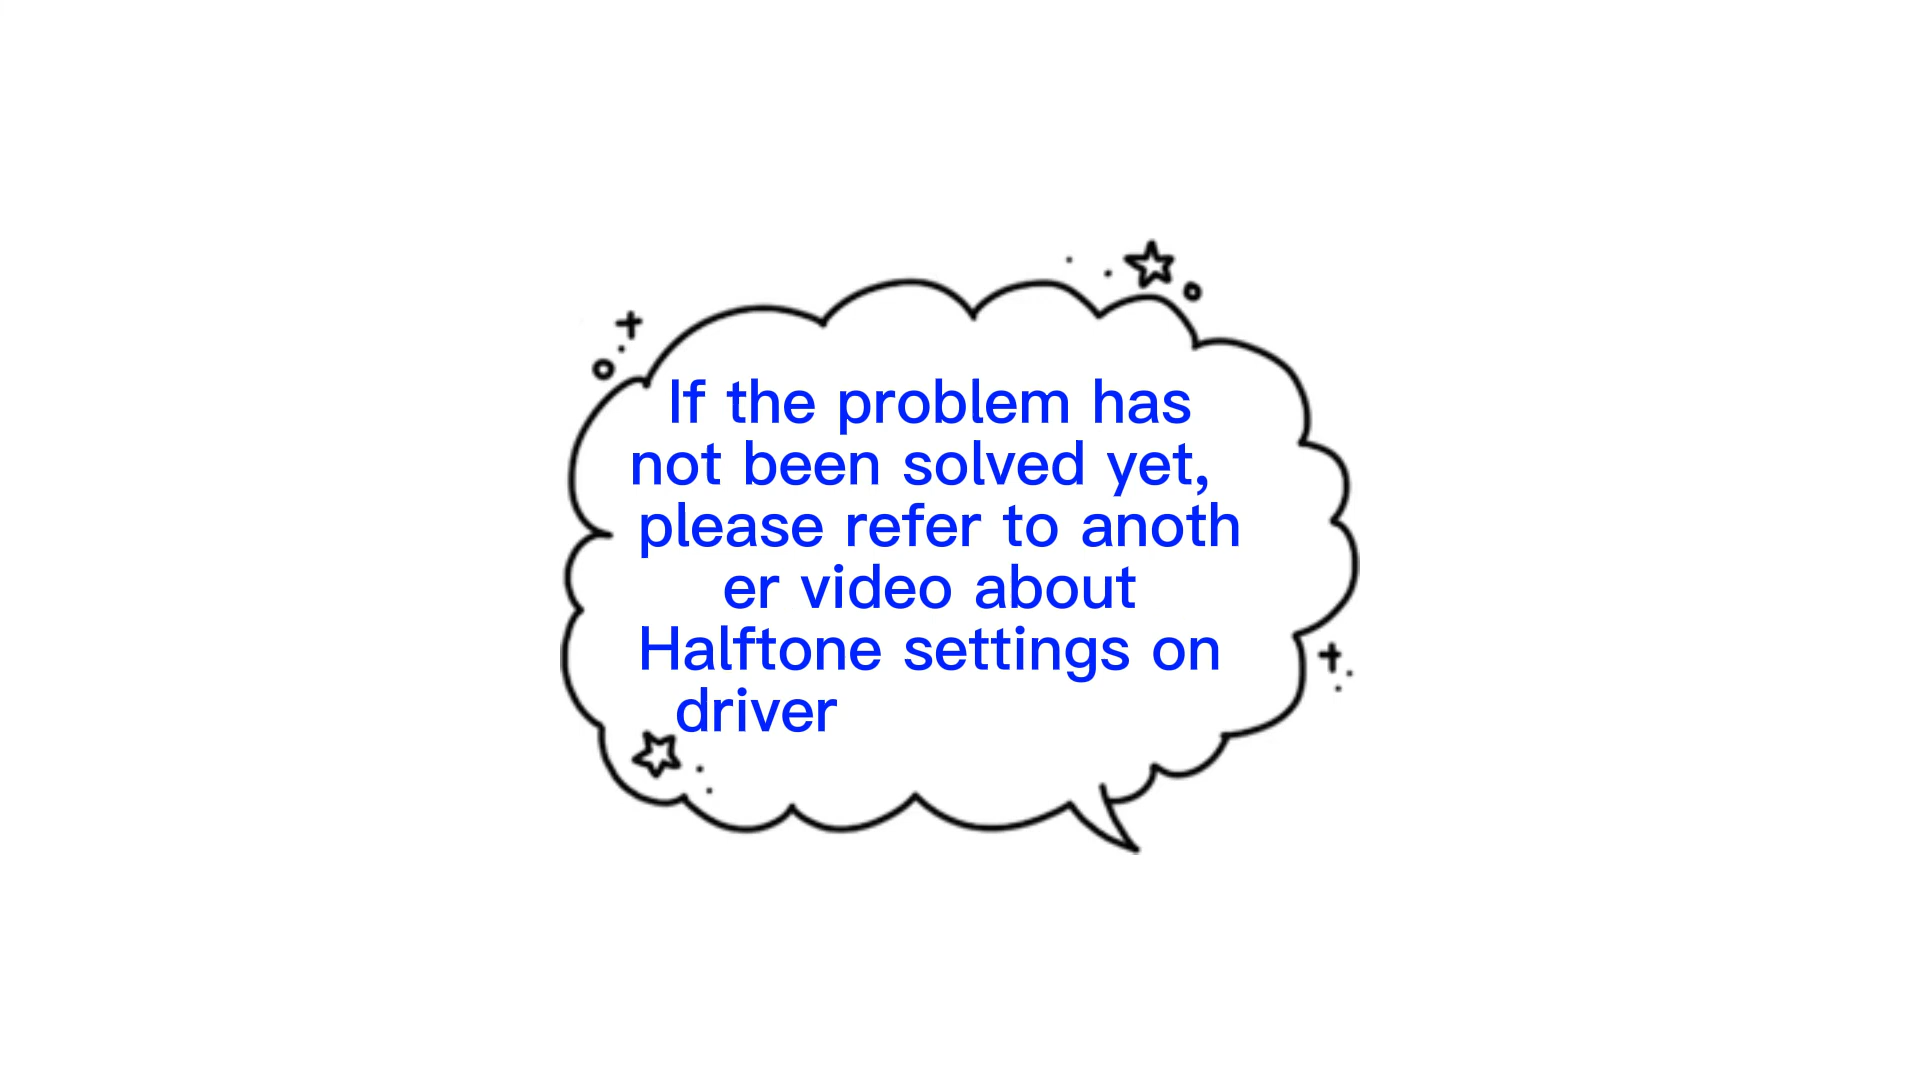 If the problem has
not been solved yet,
please refer to anoth
er video about
Halftone settings on
driver